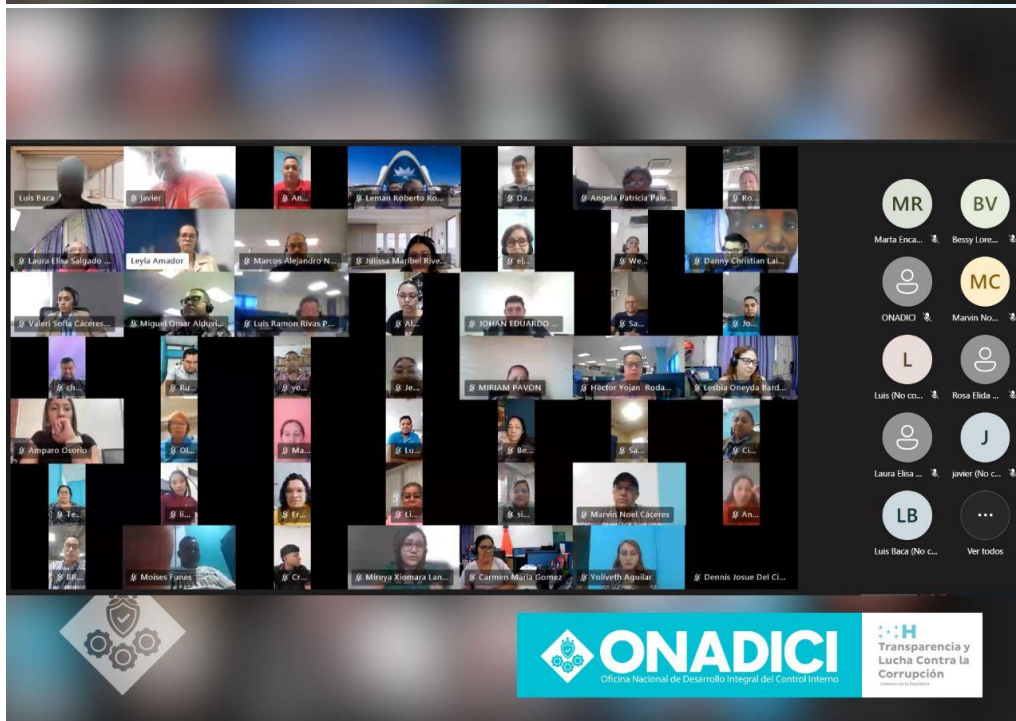 Luis Baca
Javier
An...
Leman Roberto Ro...
Da...
Angela Patricia Pale...
Ro...
Laura Elisa Salgado ...
Leyla Amador
Marcos Alejandro N...
Julissa Maribel Rive...
el...
We...
Danny Christian Lai...
Valeri Sofia Cáceres...
Miguel Omar Alduvi...
Luis Ramon Rivas P...
Al...
JOHAN EDUARDO ...
Sa...
Jo...
ch...
Ru...
yo...
Je...
MIRIAM PAVON
Hector Yojan Roda...
Lesbia Oneyda Bard...
Amparo Osorio
Ol...
Ma...
Lu...
Be...
Sa...
Ci...
Te...
li...
Er...
Li...
si...
Marvin Noel Cáceres
An...
BR...
Moises Funes
Cr...
Mireya Xiomara Lan...
Carmen Maria Gomez
Yoliveth Aguilar
Dennis Josue Del Ci...
MR
BV
Marta Enca...
Bessy Lore...
MC
ONADICI
Marvin No...
L
Luis (No co...
Rosa Elida ...
J
Laura Elisa ...
javier (No c...
LB
...
Luis Baca (No c...
Ver todos
ONADICI
Oficina Nacional de Desarrollo Integral del Control Interno
H
Transparencia y
Lucha Contra la
Corrupción
Gobierno de la República